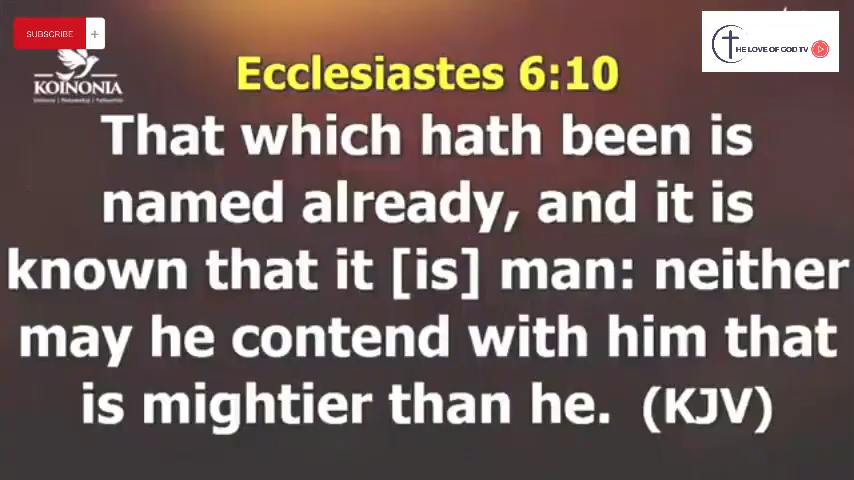 SUBSCRIBE +
THE LOVE OF GOD TV
KOINONIA
Ecclesiastes 6:10
That which hath been is
named already, and it is
known that it [is] man: neither
may he contend with him that
is mightier than he. (KJV)